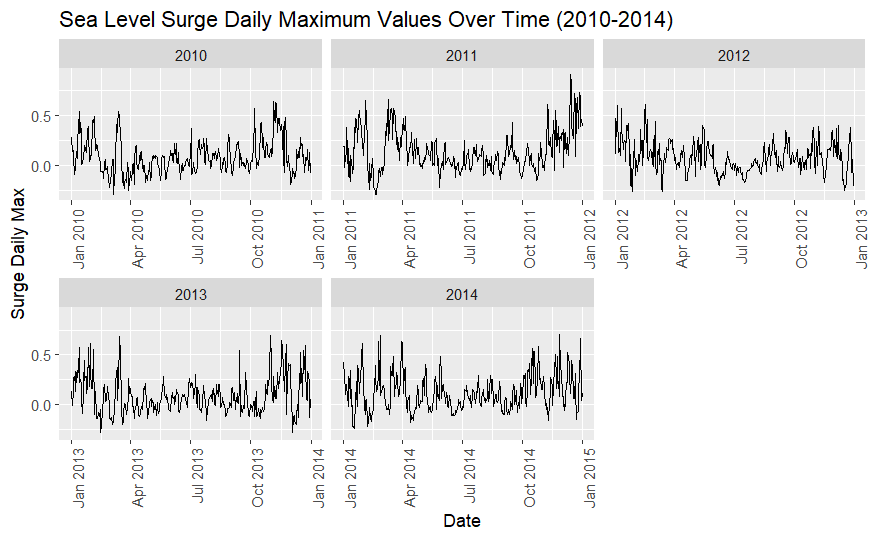 Sea Level Surge Daily Maximum Values Over Time (2010-2014)
2010 2011 2012
0.5
0.0
Jan 2010 Apr 2010 Jul 2010 Oct 2010 Jan 2011 Jan 2011 Apr 2011 Jul 2011 Oct 2011 Jan 2012 Jan 2012 Apr 2012 Jul 2012 Oct 2012 Jan 2013
Surge Daily Max
2013 2014
0.5
0.0
Jan 2013 Apr 2013 Jul 2013 Oct 2013 Jan 2014 Jan 2014 Apr 2014 Jul 2014 Oct 2014 Jan 2015
Date